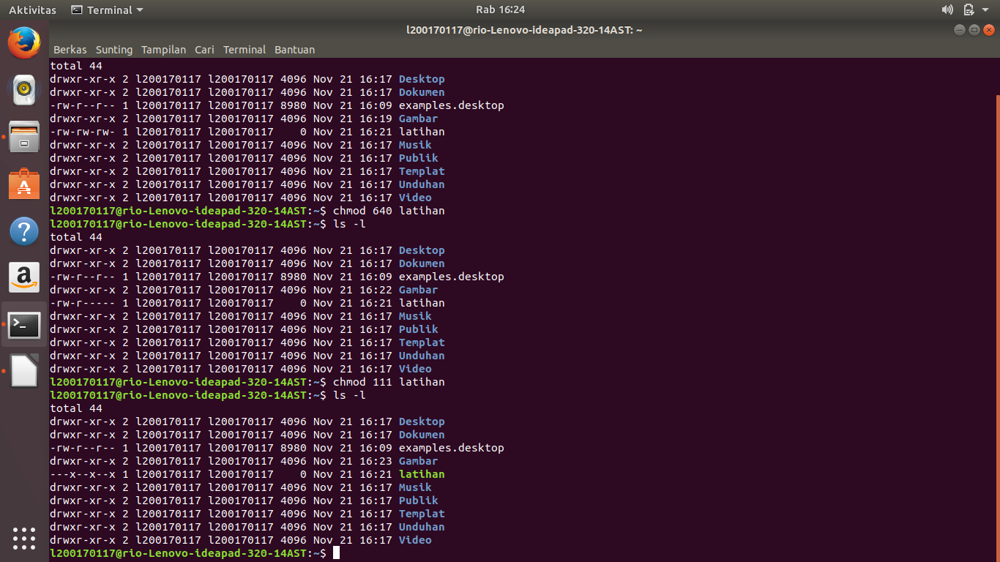 Aktivitas Terminal Rab 16:24
l200170117@rio-Lenovo-ideapad-320-14AST: ~
Berkas Sunting Tampilan Cari Terminal Bantuan
total 44
drwxr-xr-x 2 l200170117 l200170117 4096 Nov 21 16:17 Desktop
drwxr-xr-x 2 l200170117 l200170117 4096 Nov 21 16:17 Dokumen
-rw-r--r-- 1 l200170117 l200170117 8980 Nov 21 16:09 examples.desktop
drwxr-xr-x 2 l200170117 l200170117 4096 Nov 21 16:19 Gambar
-rw-rw-rw- 1 l200170117 l200170117    0 Nov 21 16:21 latihan
drwxr-xr-x 2 l200170117 l200170117 4096 Nov 21 16:17 Musik
drwxr-xr-x 2 l200170117 l200170117 4096 Nov 21 16:17 Publik
drwxr-xr-x 2 l200170117 l200170117 4096 Nov 21 16:17 Templat
drwxr-xr-x 2 l200170117 l200170117 4096 Nov 21 16:17 Unduhan
drwxr-xr-x 2 l200170117 l200170117 4096 Nov 21 16:17 Video
l200170117@rio-Lenovo-ideapad-320-14AST:~$ chmod 640 latihan
l200170117@rio-Lenovo-ideapad-320-14AST:~$ ls -l
total 44
drwxr-xr-x 2 l200170117 l200170117 4096 Nov 21 16:17 Desktop
drwxr-xr-x 2 l200170117 l200170117 4096 Nov 21 16:17 Dokumen
-rw-r--r-- 1 l200170117 l200170117 8980 Nov 21 16:09 examples.desktop
drwxr-xr-x 2 l200170117 l200170117 4096 Nov 21 16:22 Gambar
-rw-r----- 1 l200170117 l200170117    0 Nov 21 16:21 latihan
drwxr-xr-x 2 l200170117 l200170117 4096 Nov 21 16:17 Musik
drwxr-xr-x 2 l200170117 l200170117 4096 Nov 21 16:17 Publik
drwxr-xr-x 2 l200170117 l200170117 4096 Nov 21 16:17 Templat
drwxr-xr-x 2 l200170117 l200170117 4096 Nov 21 16:17 Unduhan
drwxr-xr-x 2 l200170117 l200170117 4096 Nov 21 16:17 Video
l200170117@rio-Lenovo-ideapad-320-14AST:~$ chmod 111 latihan
l200170117@rio-Lenovo-ideapad-320-14AST:~$ ls -l
total 44
drwxr-xr-x 2 l200170117 l200170117 4096 Nov 21 16:17 Desktop
drwxr-xr-x 2 l200170117 l200170117 4096 Nov 21 16:17 Dokumen
-rw-r--r-- 1 l200170117 l200170117 8980 Nov 21 16:09 examples.desktop
drwxr-xr-x 2 l200170117 l200170117 4096 Nov 21 16:23 Gambar
---x--x--x 1 l200170117 l200170117    0 Nov 21 16:21 latihan
drwxr-xr-x 2 l200170117 l200170117 4096 Nov 21 16:17 Musik
drwxr-xr-x 2 l200170117 l200170117 4096 Nov 21 16:17 Publik
drwxr-xr-x 2 l200170117 l200170117 4096 Nov 21 16:17 Templat
drwxr-xr-x 2 l200170117 l200170117 4096 Nov 21 16:17 Unduhan
drwxr-xr-x 2 l200170117 l200170117 4096 Nov 21 16:17 Video
l200170117@rio-Lenovo-ideapad-320-14AST:~$